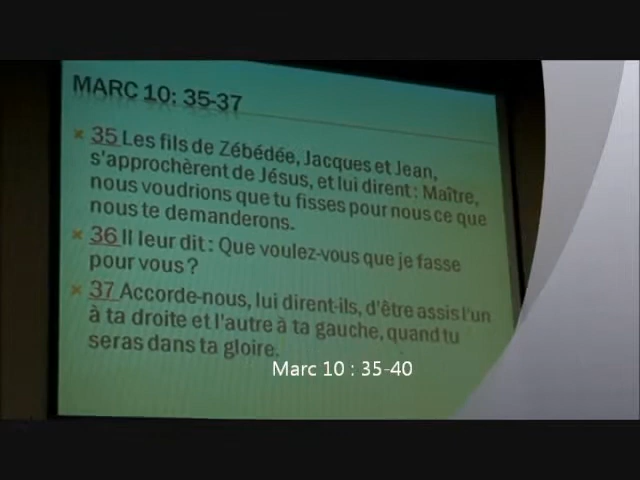 MARC 10: 35-37
35 Les fils de Zébédée, Jacques et Jean,
s'approchèrent de Jésus, et lui dirent : Maître,
nous voudrions que tu fisses pour nous ce que
nous te demanderons.
36 Il leur dit : Que voulez-vous que je fasse
pour vous ?
37 Accorde-nous, lui dirent-ils, d'être assis l'un
à ta droite et l'autre à ta gauche, quand tu
seras dans ta gloire.
Marc 10 : 35-40